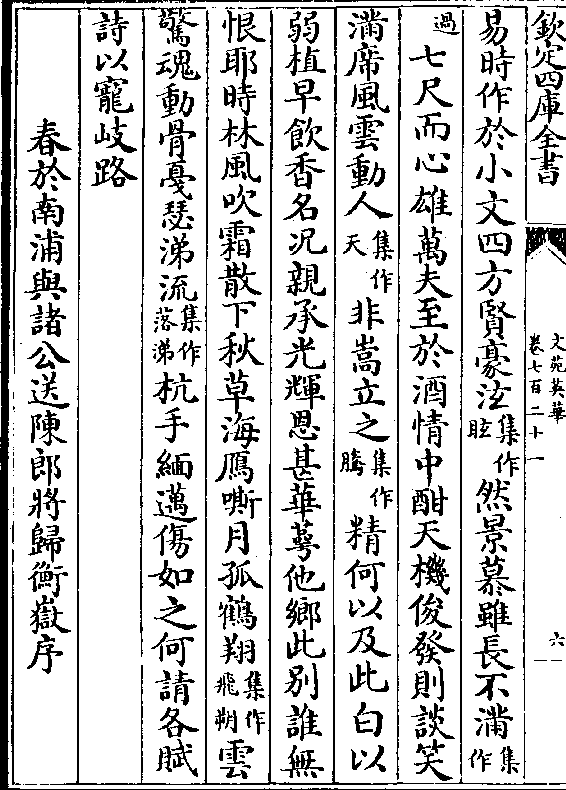 欽定四庫全書
文苑英華
卷七百二十一
六
易時作於小文四方賢豪泫集作眩然景慕雖長不滿集作
過七尺而心雄萬夫至於酒情中酣天機俊發則談笑
滿席風雲動人集作天非嵩立之集作騰精何以及此白以
弱植早飲香名況親承光輝恩甚華蕚他鄉此別誰無
恨耶時林風吹霜散下秋草海鴈嘶月孤鶴翔集作飛朔雲
驚魂動骨戞瑟涕流集作落涕杭手緬邁傷如之何請各賦
詩以寵岐路
春於南浦與諸公送陳郎將歸衡嶽序